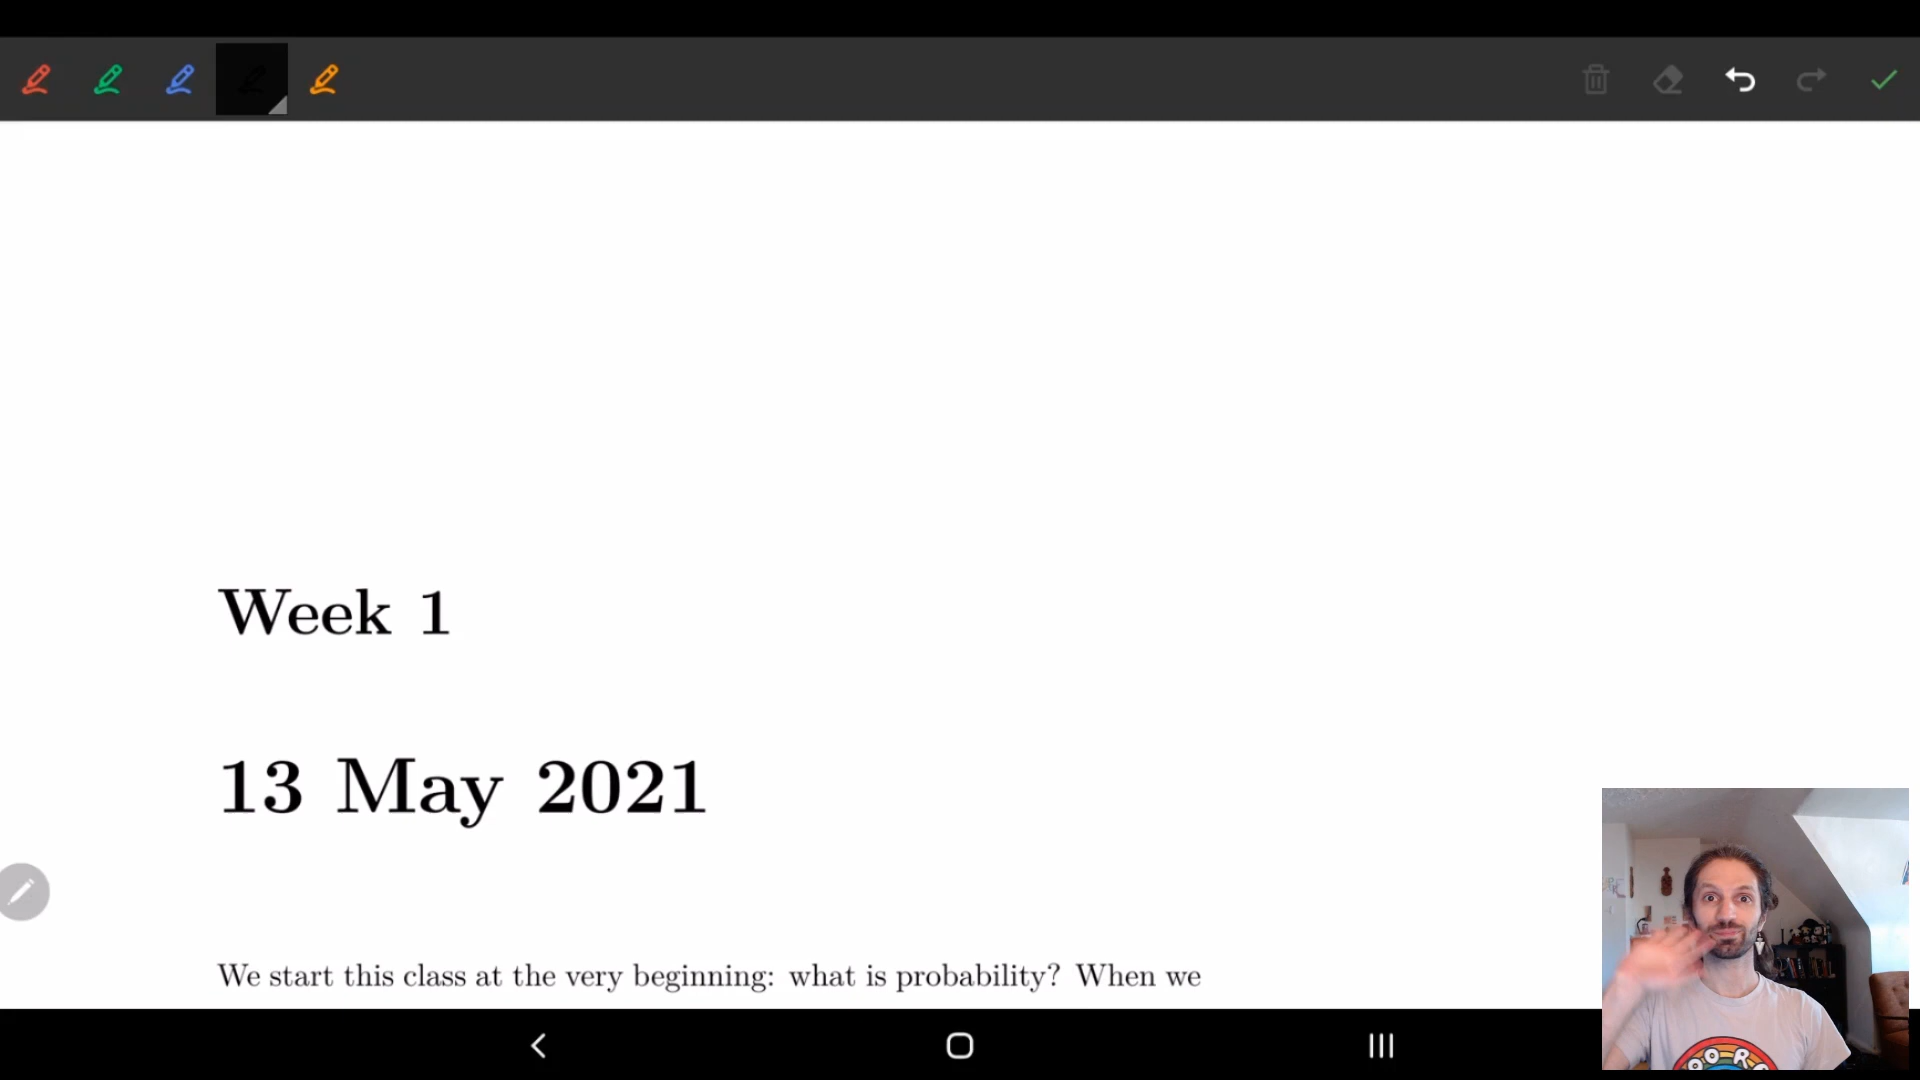 Week 1
13 May 2021
We start this class at the very beginning: what is probability? When we